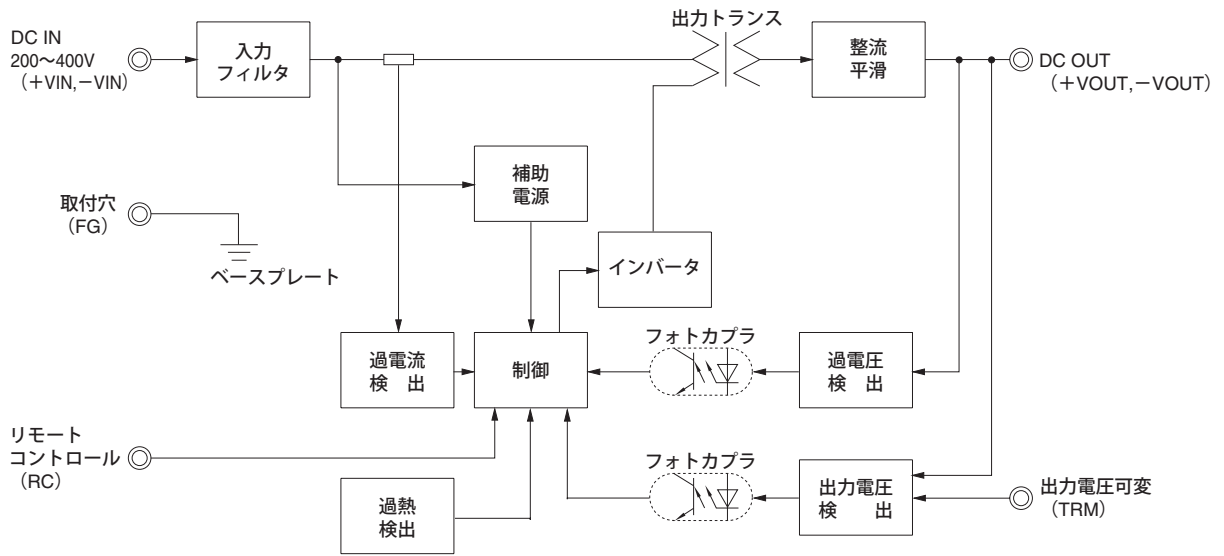 出力トランス
DC IN
200～400V
（＋VIN,－VIN）
入力
フィルタ
整流
平滑
DC OUT
（＋VOUT,－VOUT）
補助
電源
取付穴
（FG）
ベースプレート
インバータ
過電流
検　出
制御
フォトカプラ
過電圧
検　出
リモート
コントロール
（RC）
過熱
検出
フォトカプラ
出力電圧
検　　出
出力電圧可変
（TRM）